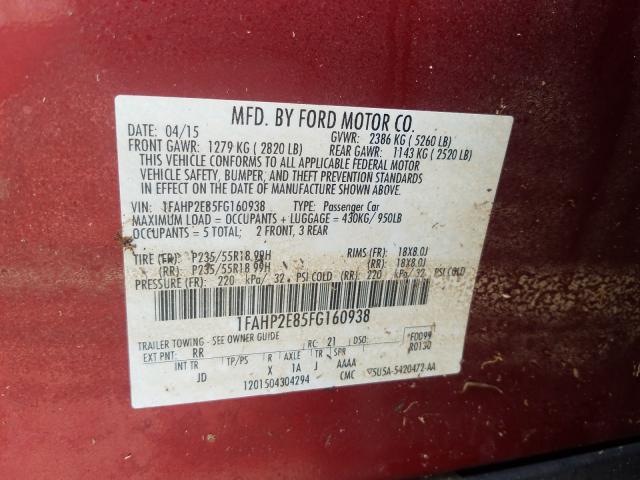 MFD. BY FORD MOTOR CO.
DATE: 04/15 GVWR: 2386 KG ( 5260 LB)
FRONT GAWR: 1279 KG ( 2820 LB) REAR GAWR: 1143 KG ( 2520 LB)
THIS VEHICLE CONFORMS TO ALL APPLICABLE FEDERAL MOTOR
VEHICLE SAFETY, BUMPER, AND THEFT PREVENTION STANDARDS
IN EFFECT ON THE DATE OF MANUFACTURE SHOWN ABOVE.
VIN: 1FAHP2E85FG160938 TYPE: Passenger Car
MAXIMUM LOAD = OCCUPANTS + LUGGAGE = 430KG/ 950LB
OCCUPANTS = 5 TOTAL: 2 FRONT, 3 REAR
TIRE (FR): P235/55R18 99H RIMS (FR): 18X8.0J
(RR): P235/55R18 99H (RR): 18X8.0J
PRESSURE (FR): 220 kPa/ 32 PSI COLD (RR): 220 kPa/ 32
1FAHP2E85FG160938
TRAILER TOWING - SEE OWNER GUIDE
EXT PNT: RR RC: 21 DSO: F0099
R0130
INT TR TP/PS R AXLE TR SPR
JD X 1A J AAAA
1201504304294 CMC 5USA-5420472-AA